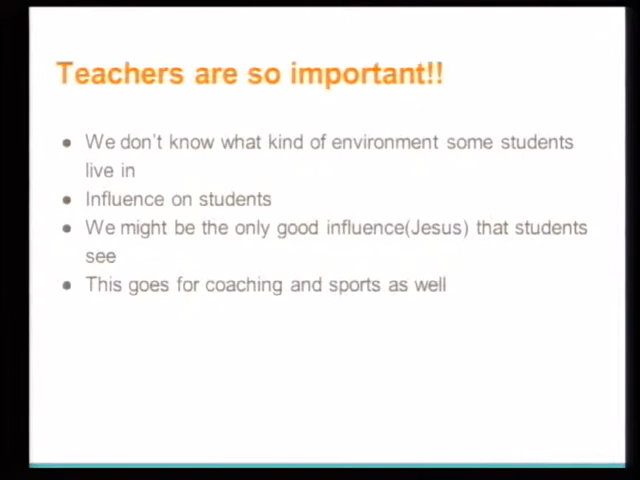 Teachers are so important!!
● We don't know what kind of environment some students
live in
● Influence on students
● We might be the only good influence(Jesus) that students
see
● This goes for coaching and sports as well